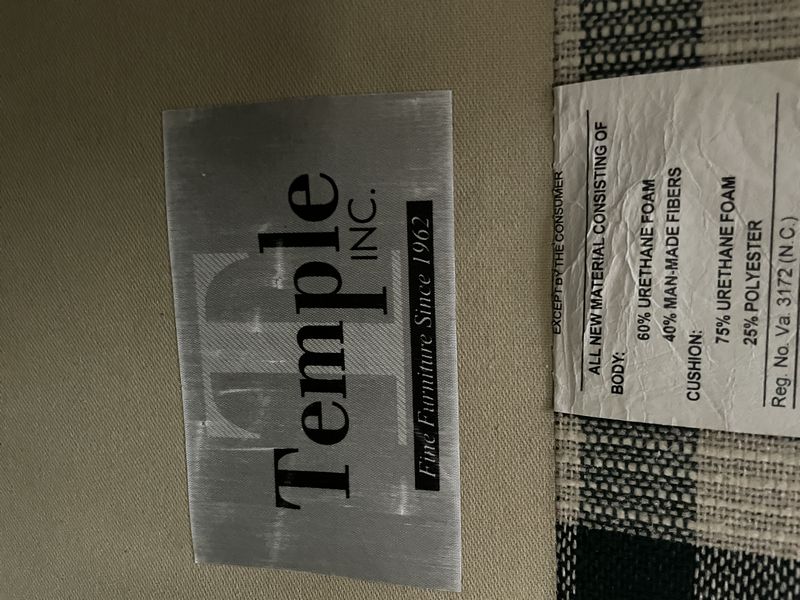 Temple
INC.
Fine Furniture Since 1962
EXCEPT BY THE CONSUMER
ALL NEW MATERIAL CONSISTING OF
BODY:
60% URETHANE FOAM
40% MAN-MADE FIBERS
CUSHION:
75% URETHANE FOAM
25% POLYESTER
Reg. No. Va. 3172 (N.C.)